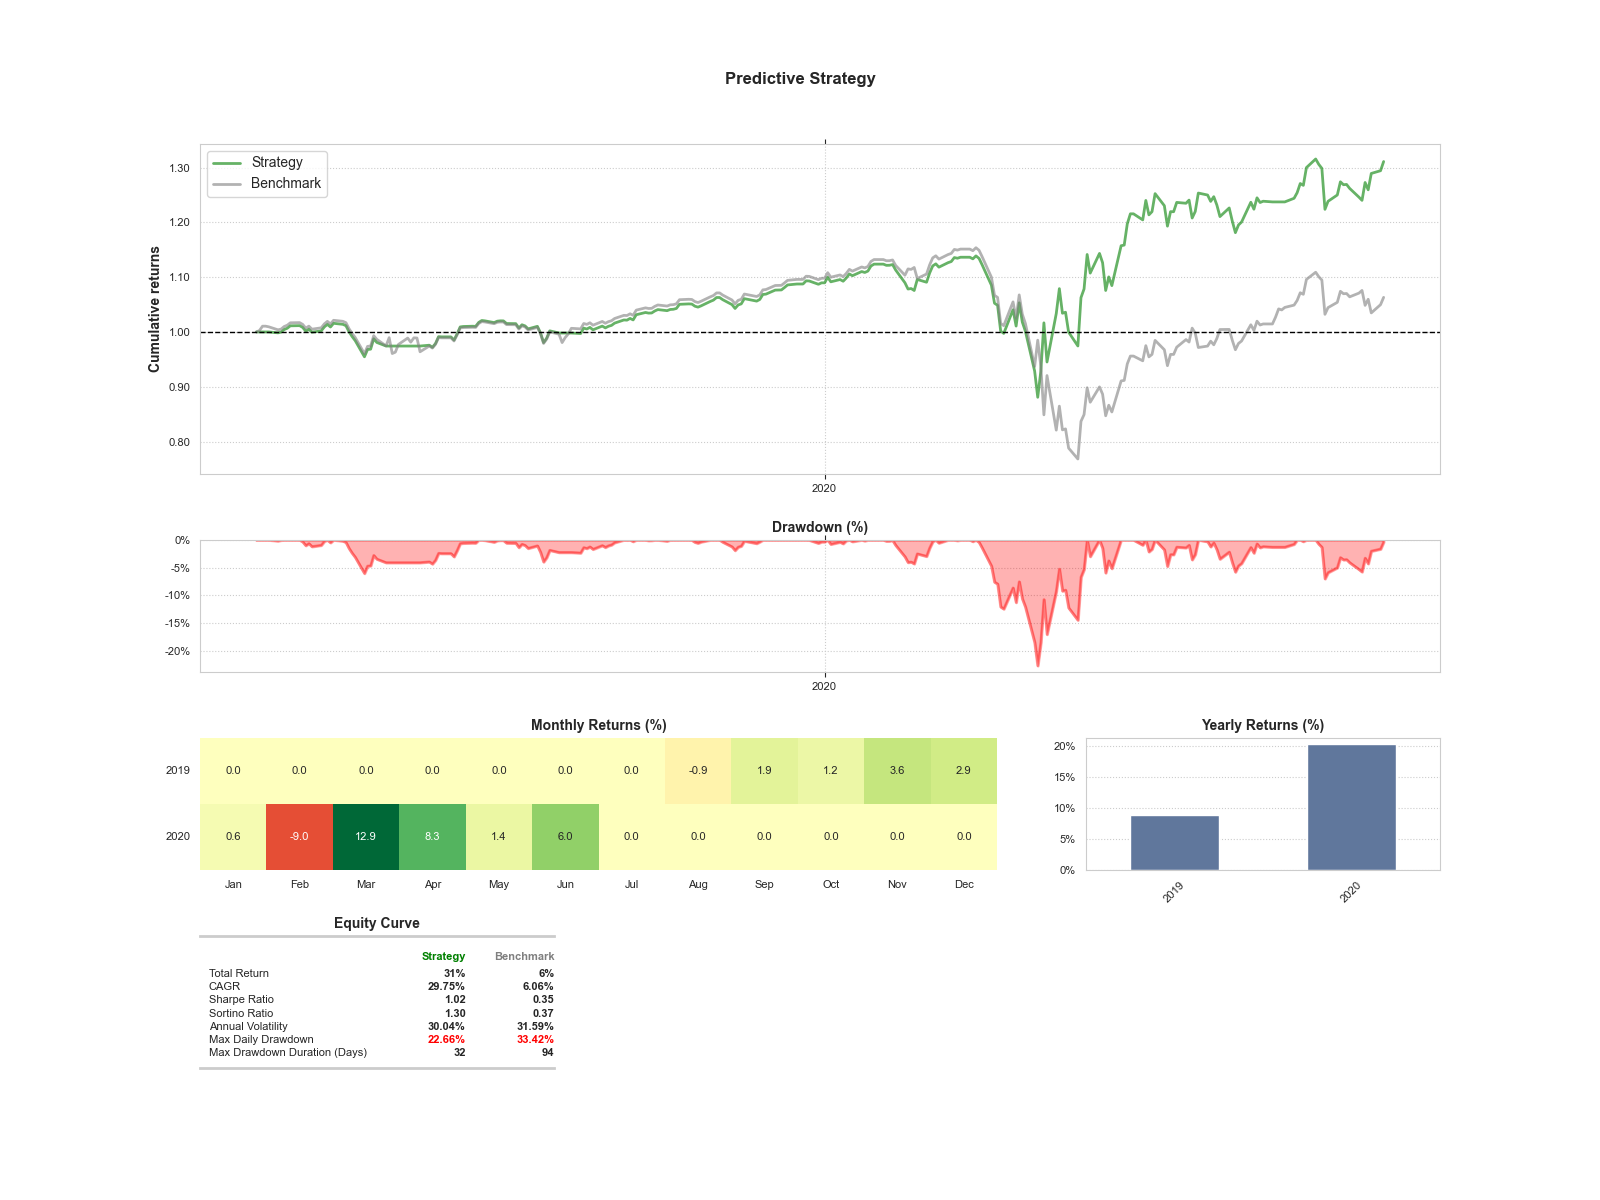 Predictive Strategy
Strategy
Benchmark
Cumulative returns
1.30
1.20
1.10
1.00
0.90
0.80
2020
Drawdown (%)
0%
-5%
-10%
-15%
-20%
2020
Monthly Returns (%)
2019 0.0 0.0 0.0 0.0 0.0 0.0 0.0 -0.9 1.9 1.2 3.6 2.9
2020 0.6 -9.0 12.9 8.3 1.4 6.0 0.0 0.0 0.0 0.0 0.0 0.0
Jan Feb Mar Apr May Jun Jul Aug Sep Oct Nov Dec
Yearly Returns (%)
20%
15%
10%
5%
0%
2019 2020
Equity Curve
Strategy Benchmark
Total Return 31% 6%
CAGR 29.75% 6.06%
Sharpe Ratio 1.02 0.35
Sortino Ratio 1.30 0.37
Annual Volatility 30.04% 31.59%
Max Daily Drawdown 22.66% 33.42%
Max Drawdown Duration (Days) 32 94